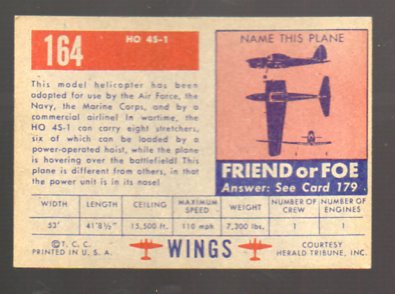 164
HO 4S-1
This model helicopter has been
adopted for use by the Air Force, the
Navy, the Marine Corps, and by a
commercial airline! In wartime, the
HO 4S-1 can carry eight stretchers,
six of which can be loaded by a
power-operated hoist, while the plane
is hovering over the battlefield! This
plane is different from others, in that
the power unit is in its nose!
NAME THIS PLANE
FRIEND or FOE
Answer: See Card 179
WIDTH LENGTH CEILING MAXIMUM SPEED WEIGHT NUMBER OF CREW NUMBER OF ENGINES
53' 41'8½" 15,500 ft. 110 mph 7,200 lbs. 1 1
© T. C. C.
PRINTED IN U. S. A.
WINGS
COURTESY
HERALD TRIBUNE, INC.